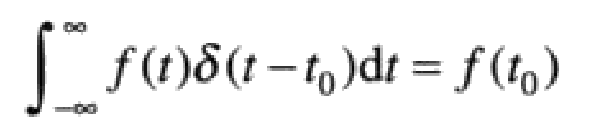 ∫_{-∞}^{∞} f(t)δ(t−t₀)dt = f(t₀)